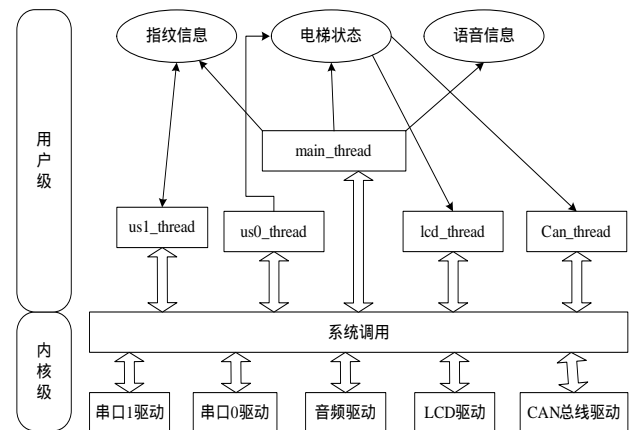 指纹信息
电梯状态
语音信息
用户级
main_thread
us1_thread
us0_thread
lcd_thread
Can_thread
系统调用
内核级
串口1驱动
串口0驱动
音频驱动
LCD驱动
CAN总线驱动